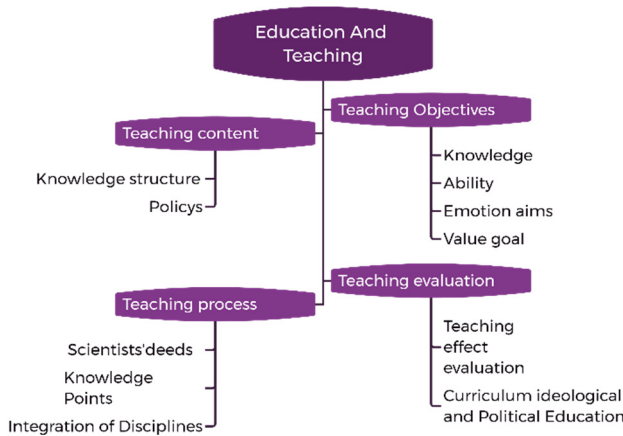 Education And
Teaching
Teaching Objectives
Knowledge
Ability
Emotion aims
Value goal
Teaching content
Knowledge structure
Policys
Teaching evaluation
Teaching
effect
evaluation
Curriculum ideological
and Political Education
Teaching process
Scientists'deeds
Knowledge
Points
Integration of Disciplines